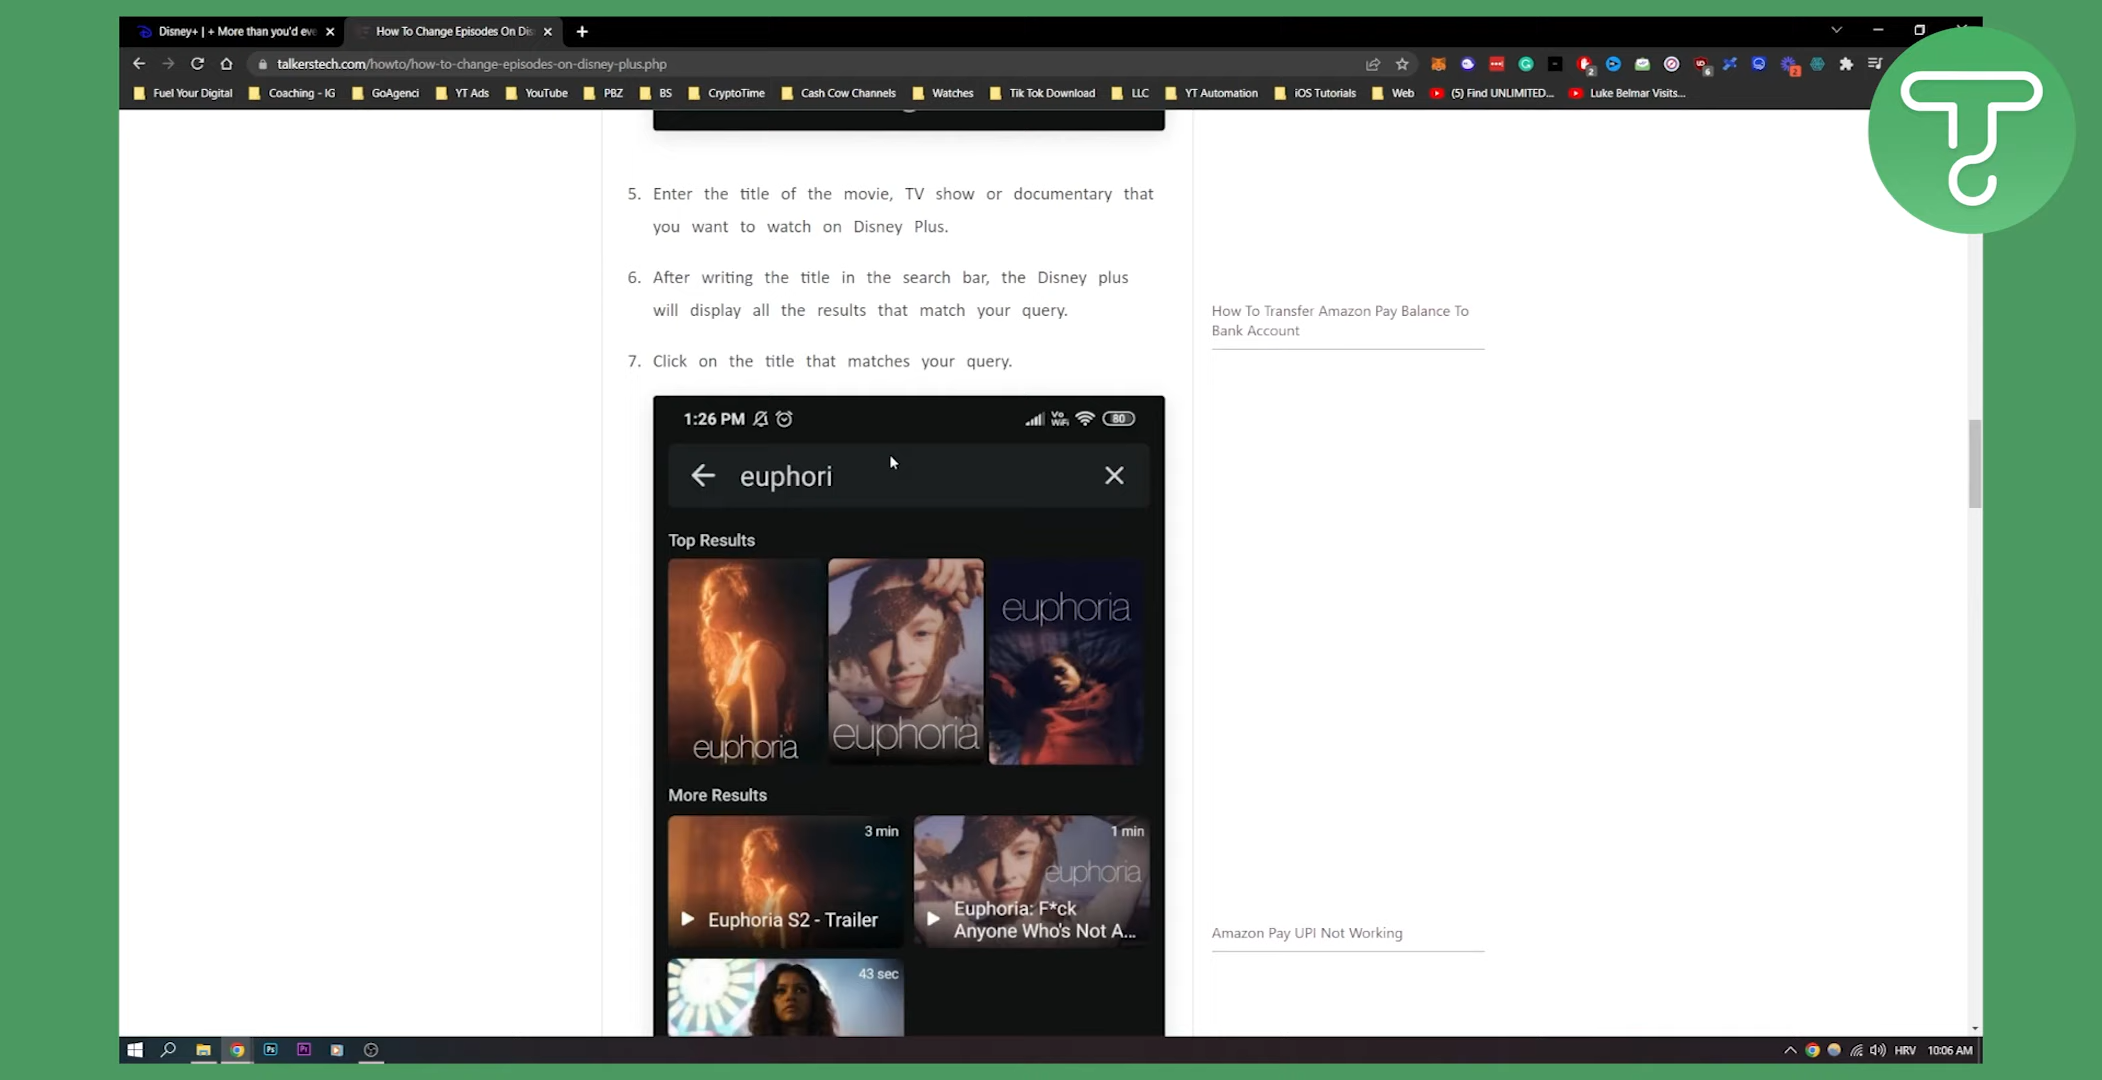 Disney+ | + More than you'd eve
How To Change Episodes On Dis
talkerstech.com/howto/how-to-change-episodes-on-disney-plus.php
Fuel Your Digital
Coaching - IG
GoAgenci
YT Ads
YouTube
PBZ
BS
CryptoTime
Cash Cow Channels
Watches
Tik Tok Download
LLC
YT Automation
iOS Tutorials
Web
(5) Find UNLIMITED...
Luke Belmar Visits...
5. Enter the title of the movie, TV show or documentary that
you want to watch on Disney Plus.
6. After writing the title in the search bar, the Disney plus
will display all the results that match your query.
7. Click on the title that matches your query.
How To Transfer Amazon Pay Balance To
Bank Account
1:26 PM
Vo
WiFi
80
euphori
Top Results
euphoria
euphoria
euphoria
More Results
3 min
Euphoria S2 - Trailer
1 min
euphoria
Euphoria: F*ck
Anyone Who's Not A...
43 sec
Amazon Pay UPI Not Working
HRV
10:06 AM